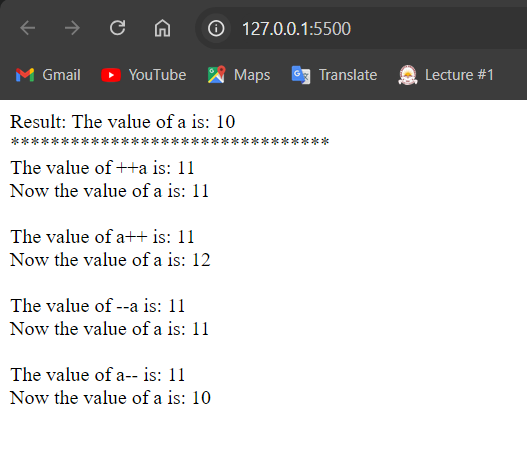 127.0.0.1:5500
Gmail YouTube Maps Translate Lecture #1
Result: The value of a is: 10
********************************
The value of ++a is: 11
Now the value of a is: 11
The value of a++ is: 11
Now the value of a is: 12
The value of --a is: 11
Now the value of a is: 11
The value of a-- is: 11
Now the value of a is: 10